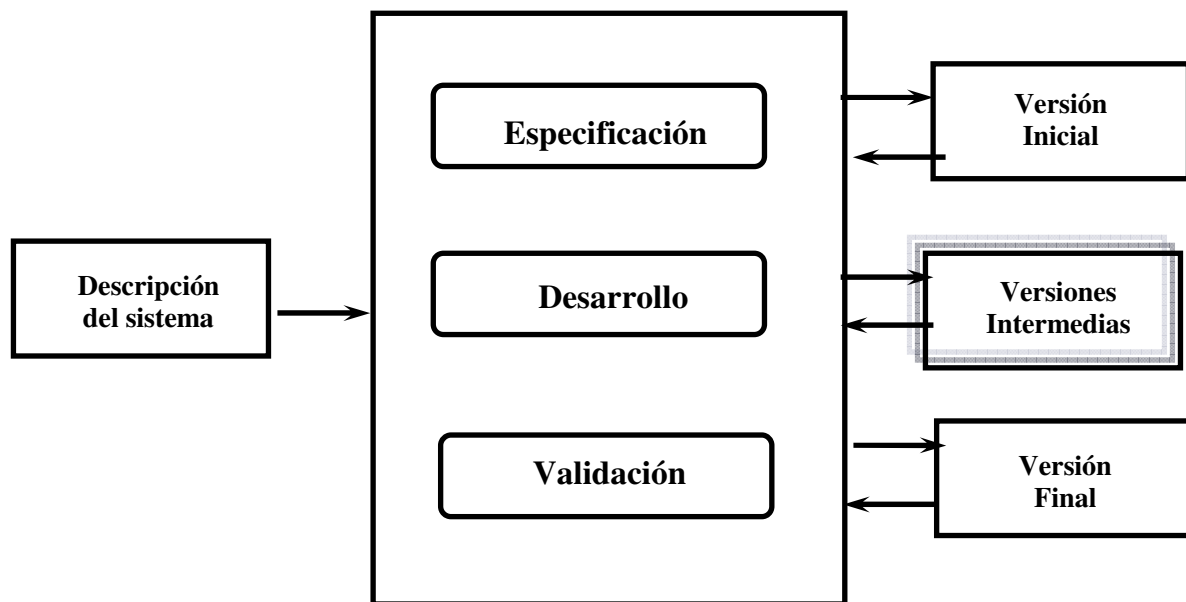 Descripción
del sistema
Especificación
Desarrollo
Validación
Versión
Inicial
Versiones
Intermedias
Versión
Final